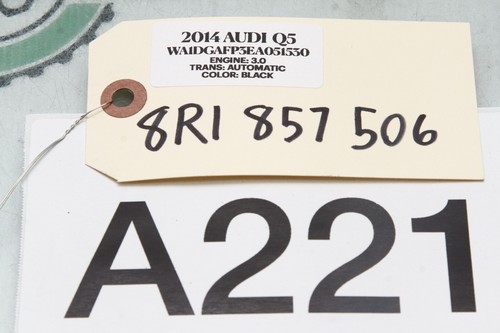 2014 AUDI Q5
WA1DGAFP3EA051530
ENGINE: 3.0
TRANS: AUTOMATIC
COLOR: BLACK
8R1 857 506
A221